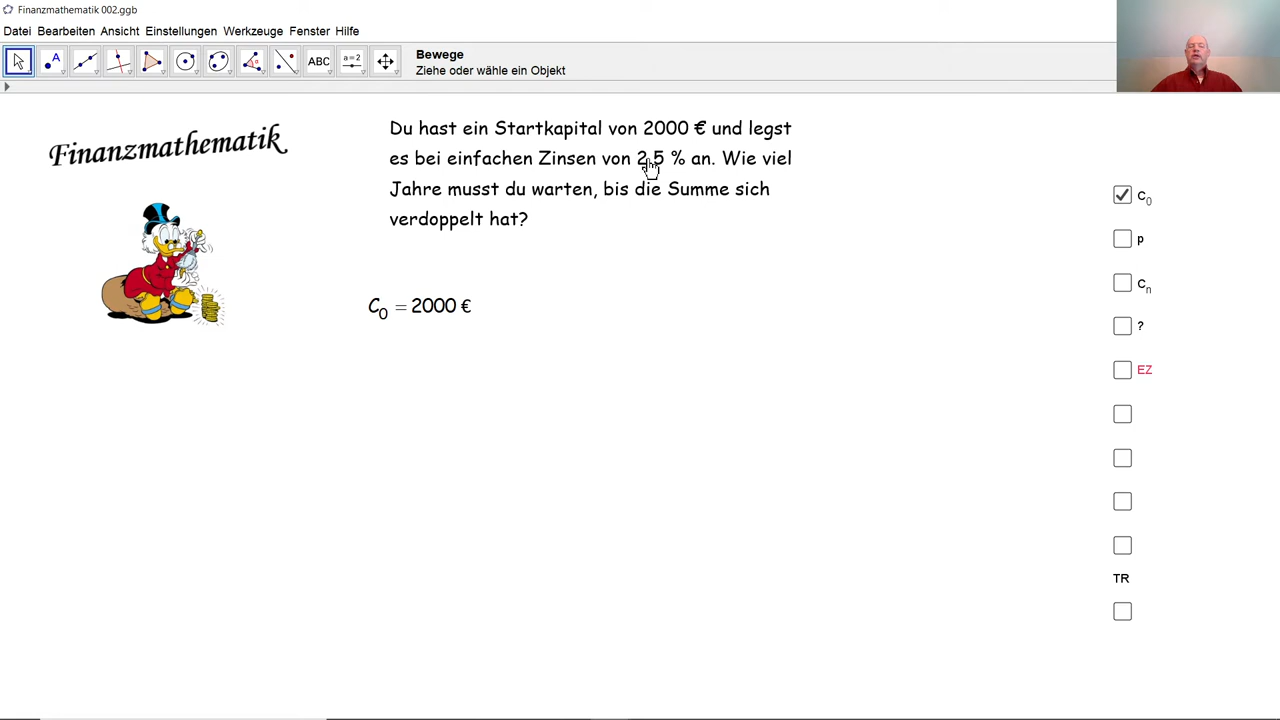 Finanzmathematik 002.ggb
Datei Bearbeiten Ansicht Einstellungen Werkzeuge Fenster Hilfe
A
ABC
a=2
Bewege
Ziehe oder wähle ein Objekt
Finanzmathematik
Du hast ein Startkapital von 2000 € und legst
es bei einfachen Zinsen von 2,5 % an. Wie viel
Jahre musst du warten, bis die Summe sich
verdoppelt hat?
C₀ = 2000 €
C₀
p
Cₙ
?
EZ
TR